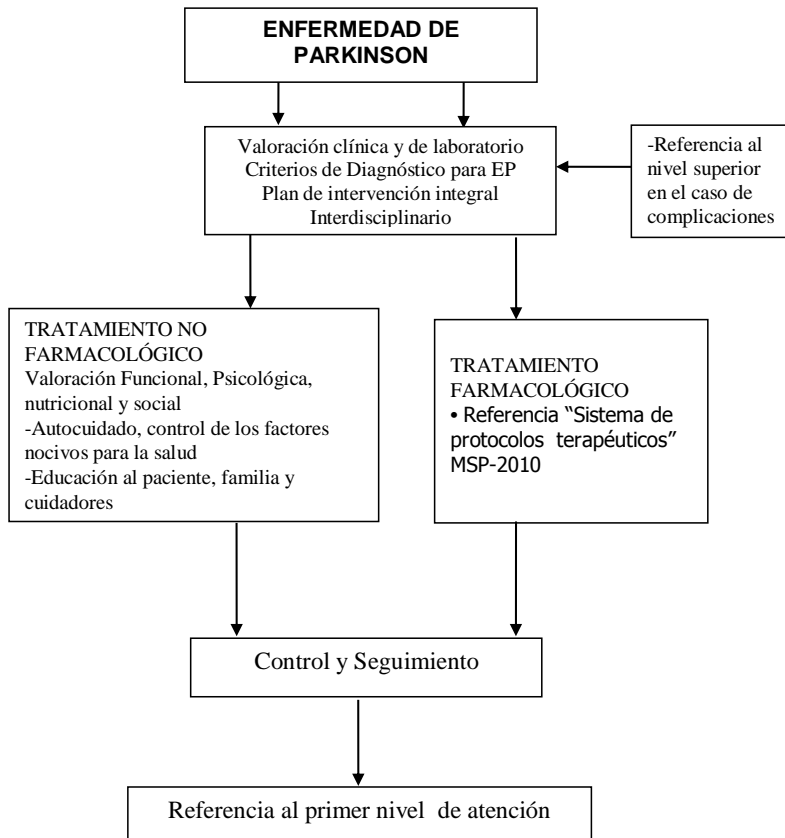 ENFERMEDAD DE
PARKINSON
Valoración clínica y de laboratorio
Criterios de Diagnóstico para EP
Plan de intervención integral
Interdisciplinario
-Referencia al
nivel superior
en el caso de
complicaciones
TRATAMIENTO NO
FARMACOLÓGICO
Valoración Funcional, Psicológica,
nutricional y social
-Autocuidado, control de los factores
nocivos para la salud
-Educación al paciente, familia y
cuidadores
TRATAMIENTO
FARMACOLÓGICO
• Referencia “Sistema de
protocolos terapéuticos”
MSP-2010
Control y Seguimiento
Referencia al primer nivel de atención